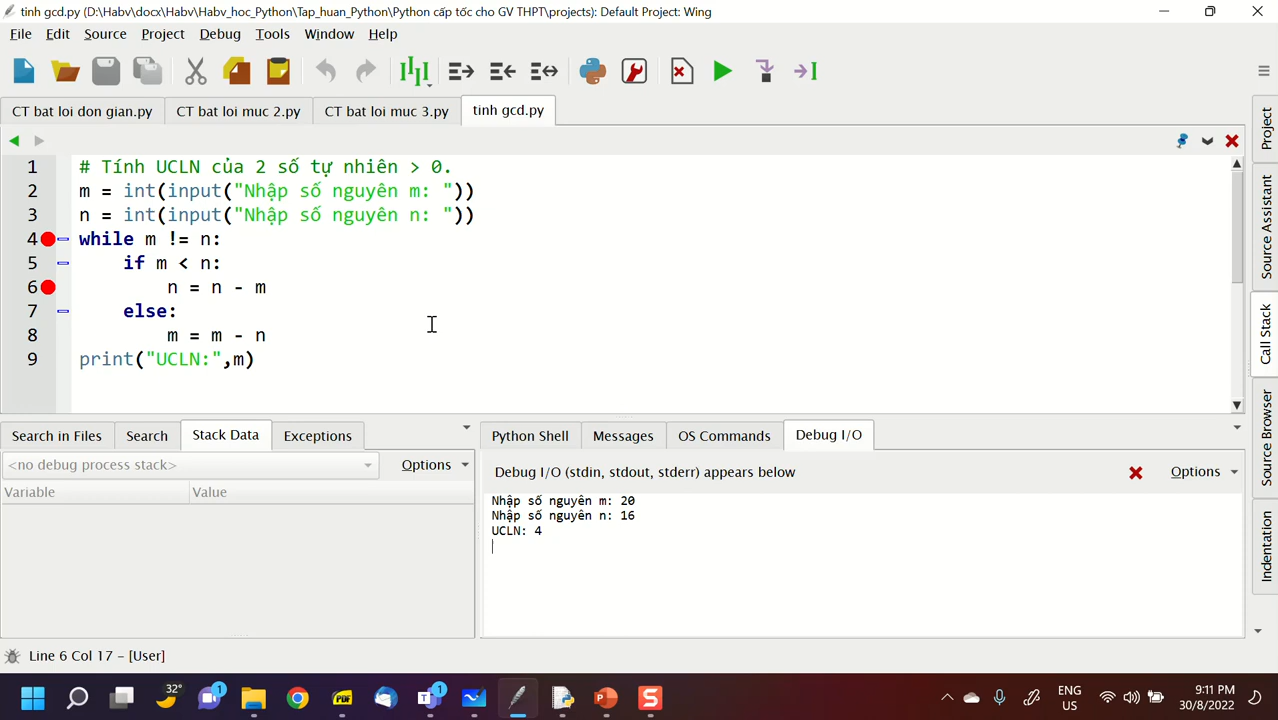 tinh gcd.py (D:\Habv\docx\Habv\Habv_hoc_Python\Tap_huan_Python\Python cấp tốc cho GV THPT\projects): Default Project: Wing
File Edit Source Project Debug Tools Window Help
CT bat loi don gian.py CT bat loi muc 2.py CT bat loi muc 3.py tinh gcd.py
1 # Tính UCLN của 2 số tự nhiên > 0.
2 m = int(input("Nhập số nguyên m: "))
3 n = int(input("Nhập số nguyên n: "))
4 while m != n:
5 if m < n:
6 n = n - m
7 else:
8 m = m - n
9 print("UCLN:",m)
Project
Source Assistant
Call Stack
Source Browser
Indentation
Search in Files Search Stack Data Exceptions
<no debug process stack> Options
Variable Value
Python Shell Messages OS Commands Debug I/O
Debug I/O (stdin, stdout, stderr) appears below Options
Nhập số nguyên m: 20
Nhập số nguyên n: 16
UCLN: 4
Line 6 Col 17 – [User]
32°
1
PDF
1
ENG
US
9:11 PM
30/8/2022